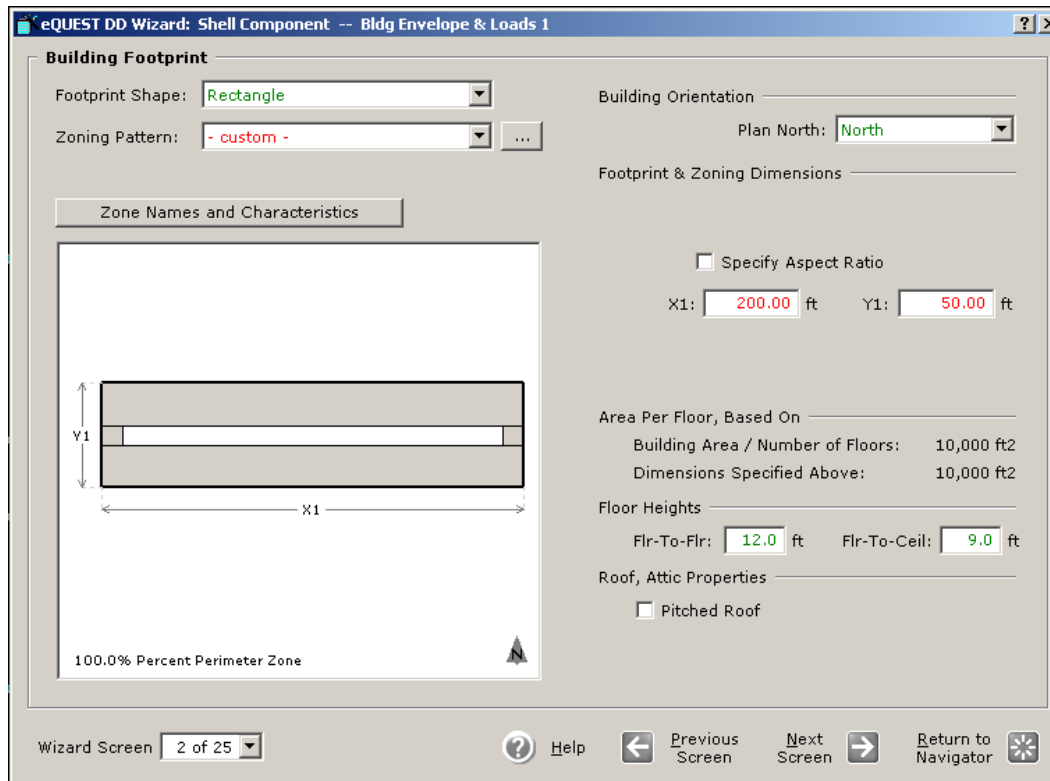 eQUEST DD Wizard: Shell Component -- Bldg Envelope & Loads 1
Building Footprint
Footprint Shape: Rectangle
Zoning Pattern: - custom - ...
Zone Names and Characteristics
Y1
X1
100.0% Percent Perimeter Zone
N
Building Orientation
Plan North: North
Footprint & Zoning Dimensions
Specify Aspect Ratio
X1: 200.00 ft Y1: 50.00 ft
Area Per Floor, Based On
Building Area / Number of Floors: 10,000 ft2
Dimensions Specified Above: 10,000 ft2
Floor Heights
Flr-To-Flr: 12.0 ft Flr-To-Ceil: 9.0 ft
Roof, Attic Properties
Pitched Roof
Wizard Screen 2 of 25
Help
Previous
Screen
Next
Screen
Return to
Navigator